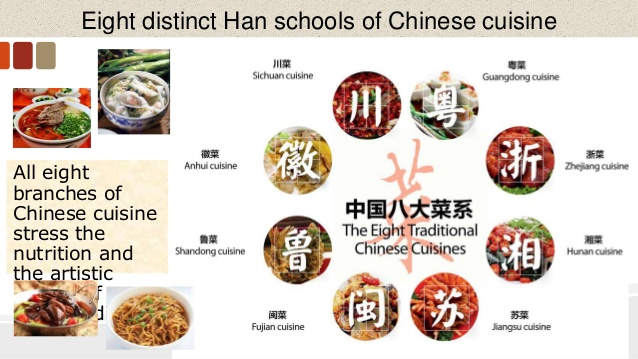 Eight distinct Han schools of Chinese cuisine
川菜
Sichuan cuisine
粤菜
Guangdong cuisine
川
粤
徽菜
Anhui cuisine
徽
浙
浙菜
Zhejiang cuisine
All eight
branches of
Chinese cuisine
stress the
nutrition and
the artistic
菜
中国八大菜系
The Eight Traditional
Chinese Cuisines
鲁菜
Shandong cuisine
鲁
湘
湘菜
Hunan cuisine
闽菜
Fujian cuisine
闽
苏
苏菜
Jiangsu cuisine